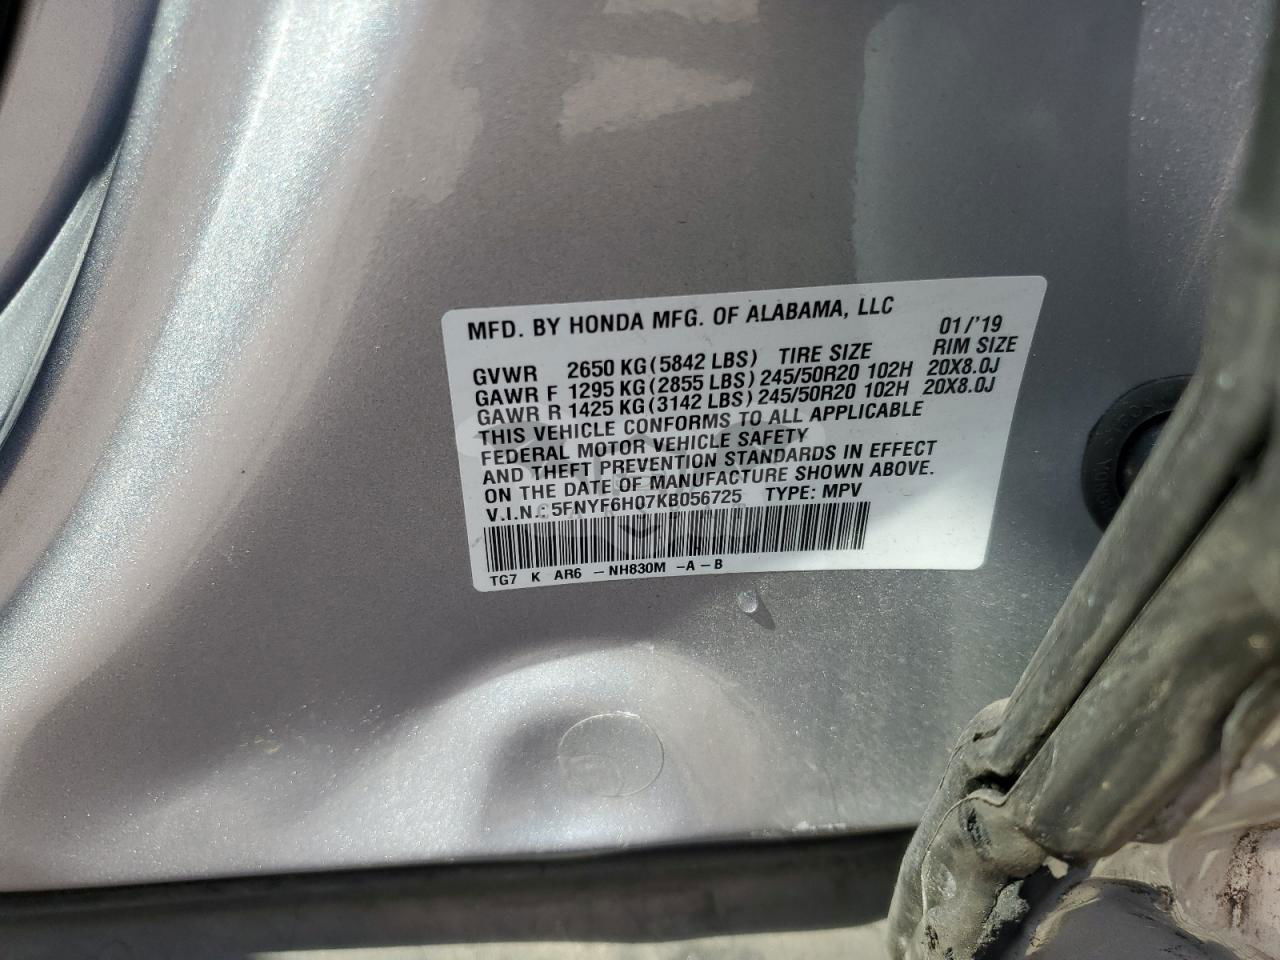 MFD. BY HONDA MFG. OF ALABAMA, LLC
01/'19
GVWR 2650 KG (5842 LBS) TIRE SIZE RIM SIZE
GAWR F 1295 KG (2855 LBS) 245/50R20 102H 20X8.0J
GAWR R 1425 KG (3142 LBS) 245/50R20 102H 20X8.0J
THIS VEHICLE CONFORMS TO ALL APPLICABLE
FEDERAL MOTOR VEHICLE SAFETY
AND THEFT PREVENTION STANDARDS IN EFFECT
ON THE DATE OF MANUFACTURE SHOWN ABOVE.
V.I.N.: 5FNYF6H07KB056725 TYPE: MPV
TG7 K AR6 -NH830M -A-B